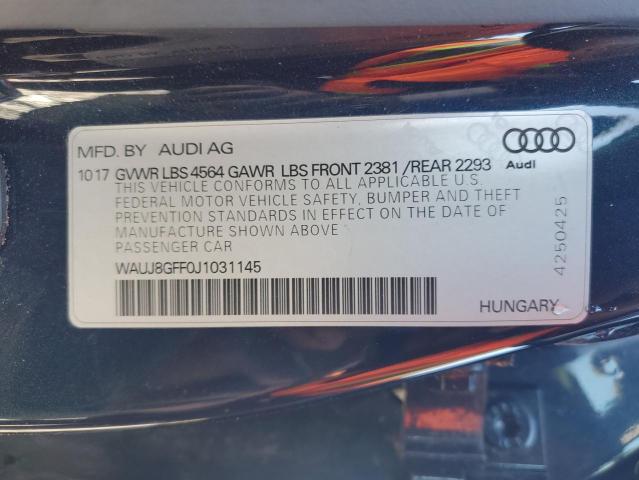 MFD. BY AUDI AG
1017 GVWR LBS 4564 GAWR LBS FRONT 2381 /REAR 2293
THIS VEHICLE CONFORMS TO ALL APPLICABLE U.S.
FEDERAL MOTOR VEHICLE SAFETY, BUMPER AND THEFT
PREVENTION STANDARDS IN EFFECT ON THE DATE OF
MANUFACTURE SHOWN ABOVE
PASSENGER CAR
WAUJ8GFF0J1031145
HUNGARY
Audi
4250425